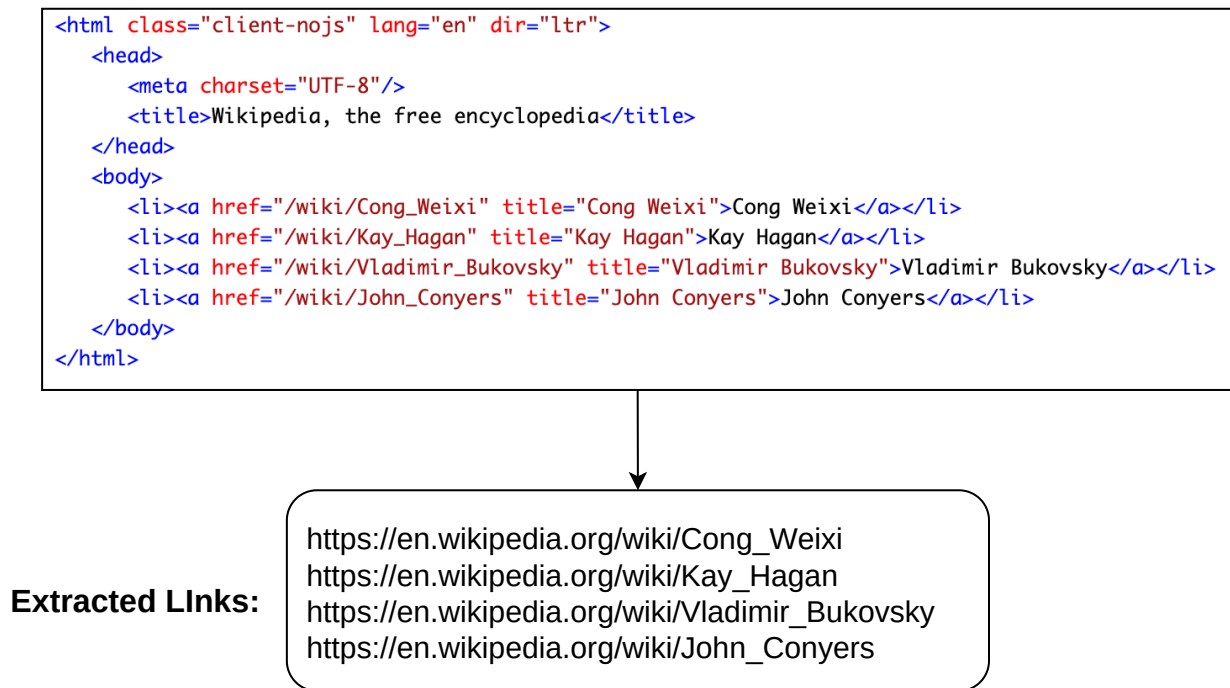 <html class="client-nojs" lang="en" dir="ltr">
<head>
<meta charset="UTF-8"/>
<title>Wikipedia, the free encyclopedia</title>
</head>
<body>
<li><a href="/wiki/Cong_Weixi" title="Cong Weixi">Cong Weixi</a></li>
<li><a href="/wiki/Kay_Hagan" title="Kay Hagan">Kay Hagan</a></li>
<li><a href="/wiki/Vladimir_Bukovsky" title="Vladimir Bukovsky">Vladimir Bukovsky</a></li>
<li><a href="/wiki/John_Conyers" title="John Conyers">John Conyers</a></li>
</body>
</html>
Extracted LInks:
https://en.wikipedia.org/wiki/Cong_Weixi
https://en.wikipedia.org/wiki/Kay_Hagan
https://en.wikipedia.org/wiki/Vladimir_Bukovsky
https://en.wikipedia.org/wiki/John_Conyers